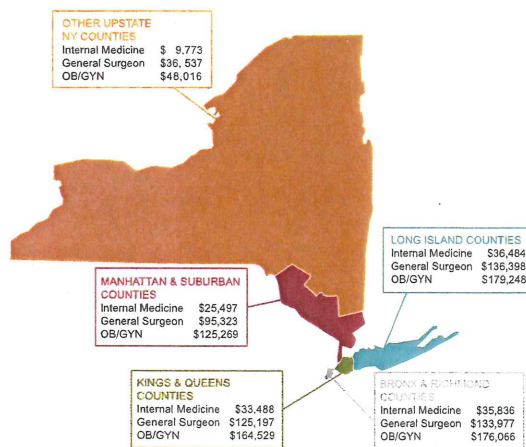 OTHER UPSTATE
NY COUNTIES
Internal Medicine $ 9,773
General Surgeon $36, 537
OB/GYN $48,016
LONG ISLAND COUNTIES
Internal Medicine $36,484
General Surgeon $136,398
OB/GYN $179,248
MANHATTAN & SUBURBAN
COUNTIES
Internal Medicine $25,497
General Surgeon $95,323
OB/GYN $125,269
KINGS & QUEENS
COUNTIES
Internal Medicine $33,488
General Surgeon $125,197
OB/GYN $164,529
BRONX & RICHMOND
COUNTIES
Internal Medicine $35,836
General Surgeon $133,977
OB/GYN $176,066